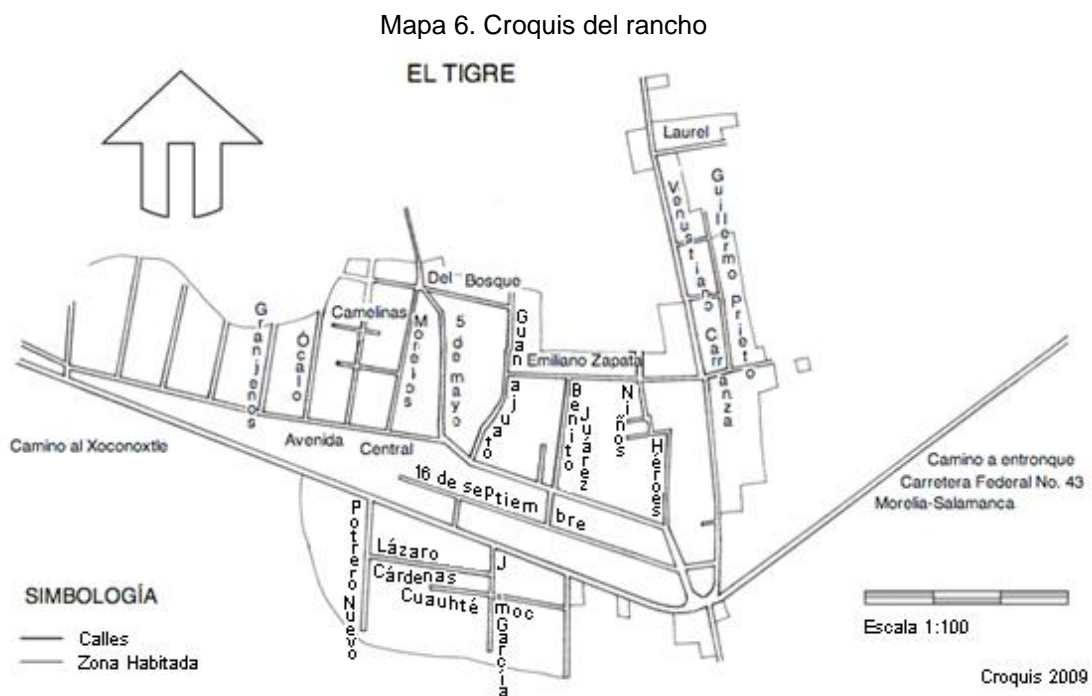 Mapa 6. Croquis del rancho
EL TIGRE
Laurel
Venustiano Carranza
Guillermo Prieto
Del Bosque
Camelinas
Granjenos
Ócalo
Morelos
5 de mayo
Guanajuato
Emiliano Zapata
Benito
Juárez
Niños
Héroes
Avenida Central
Camino al Xoconoxtle
16 de septiembre
Camino a entronque
Carretera Federal No. 43
Morelia-Salamanca
Potrero Nuevo
Lázaro
Cárdenas
Cuauhtémoc
J García
SIMBOLOGÍA
Calles
Zona Habitada
Escala 1:100
Croquis 2009